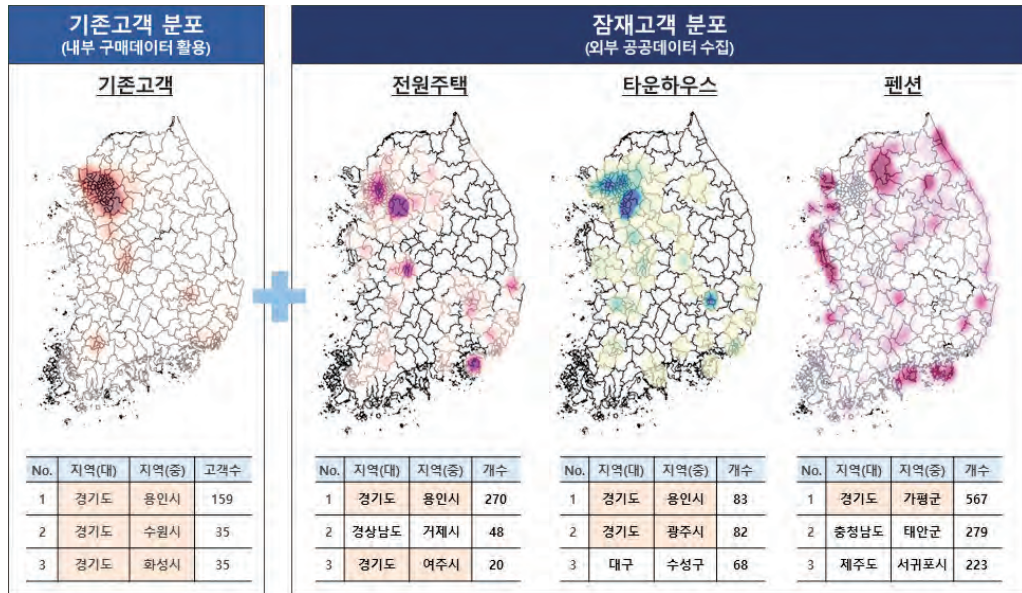 기존고객 분포
(내부 구매데이터 활용)
잠재고객 분포
(외부 공공데이터 수집)
기존고객
전원주택
타운하우스
펜션
No. 지역(대) 지역(중) 고객수
1 경기도 용인시 159
2 경기도 수원시 35
3 경기도 화성시 35
No. 지역(대) 지역(중) 개수
1 경기도 용인시 270
2 경상남도 거제시 48
3 경기도 여주시 20
No. 지역(대) 지역(중) 개수
1 경기도 용인시 83
2 경기도 광주시 82
3 대구 수성구 68
No. 지역(대) 지역(중) 개수
1 경기도 가평군 567
2 충청남도 태안군 279
3 제주도 서귀포시 223